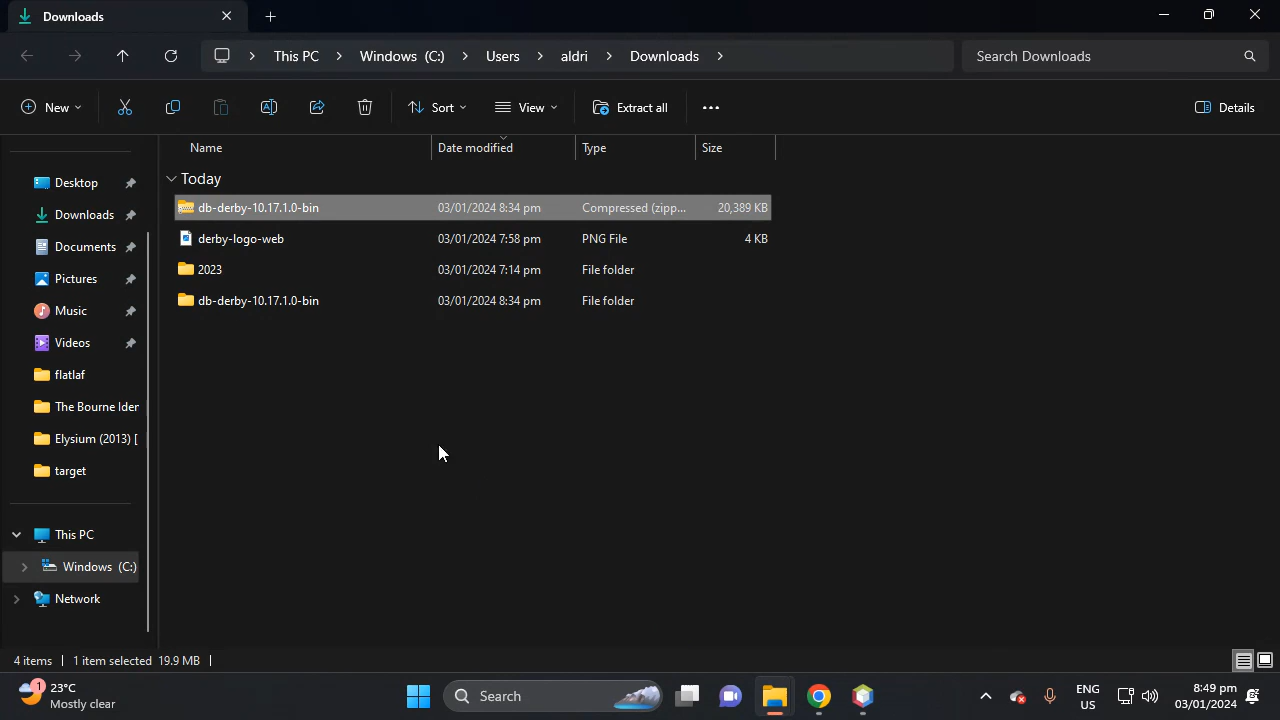 Downloads
This PC > Windows (C:) > Users > aldri > Downloads >
Search Downloads
New
Sort
View
Extract all
Details
Name Date modified Type Size
Today
db-derby-10.17.1.0-bin 03/01/2024 8:34 pm Compressed (zipp... 20,389 KB
derby-logo-web 03/01/2024 7:58 pm PNG File 4 KB
2023 03/01/2024 7:14 pm File folder
db-derby-10.17.1.0-bin 03/01/2024 8:34 pm File folder
Desktop
Downloads
Documents
Pictures
Music
Videos
flatlaf
The Bourne Ider
Elysium (2013) [
target
This PC
Windows (C:)
Network
4 items 1 item selected 19.9 MB
1
23°C
Mostly clear
Search
ENG
US
8:49 pm
03/01/2024